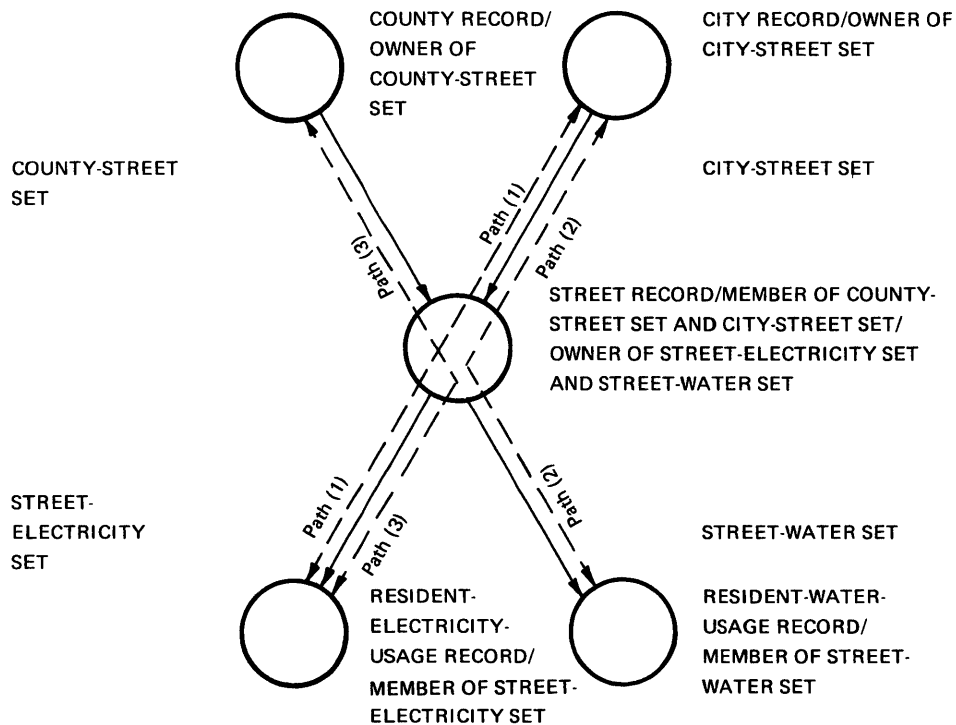 COUNTY RECORD/
OWNER OF
COUNTY-STREET
SET
CITY RECORD/OWNER OF
CITY-STREET SET
COUNTY-STREET
SET
CITY-STREET SET
Path (1)
Path (2)
Path (3)
STREET RECORD/MEMBER OF COUNTY-
STREET SET AND CITY-STREET SET/
OWNER OF STREET-ELECTRICITY SET
AND STREET-WATER SET
STREET-
ELECTRICITY
SET
Path (1)
Path (3)
Path (2)
STREET-WATER SET
RESIDENT-
ELECTRICITY-
USAGE RECORD/
MEMBER OF STREET-
ELECTRICITY SET
RESIDENT-WATER-
USAGE RECORD/
MEMBER OF STREET-
WATER SET